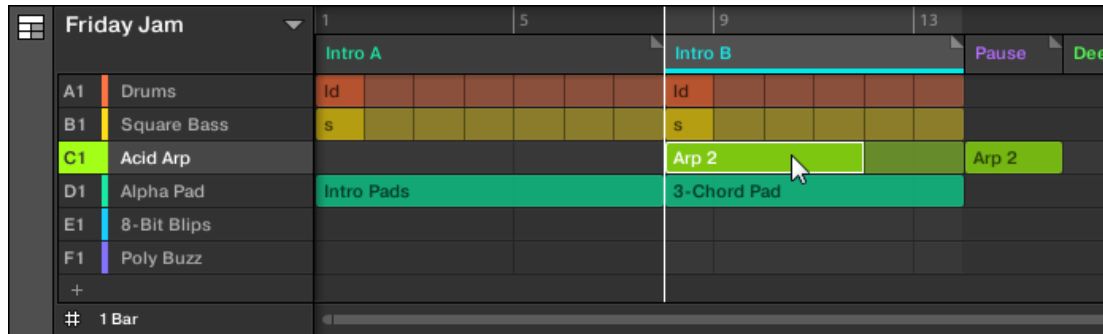 Friday Jam
1 5 9 13
Intro A Intro B Pause Dee
A1 Drums Id Id
B1 Square Bass s s
C1 Acid Arp Arp 2 Arp 2
D1 Alpha Pad Intro Pads 3-Chord Pad
E1 8-Bit Blips
F1 Poly Buzz
+
1 Bar